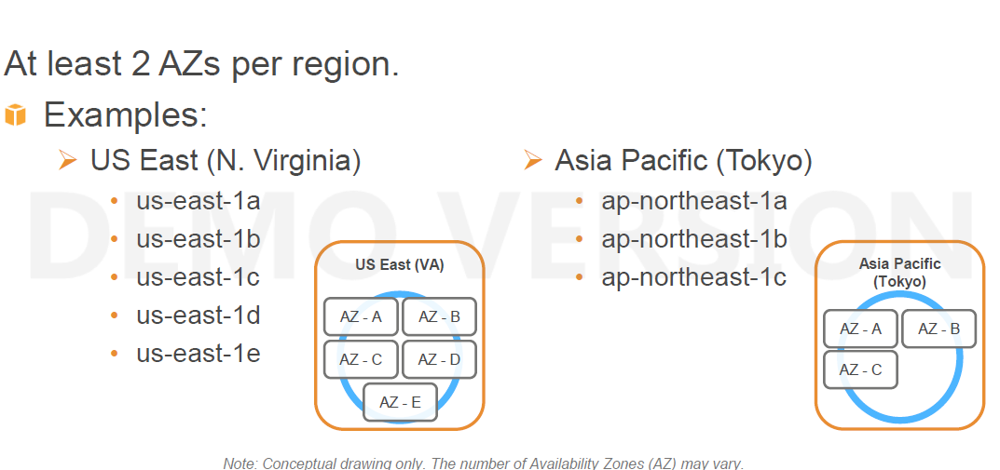 At least 2 AZs per region.
Examples:
US East (N. Virginia)
us-east-1a
us-east-1b
us-east-1c
us-east-1d
us-east-1e
US East (VA)
AZ - A
AZ - B
AZ - C
AZ - D
AZ - E
Asia Pacific (Tokyo)
ap-northeast-1a
ap-northeast-1b
ap-northeast-1c
Asia Pacific
(Tokyo)
AZ - A
AZ - B
AZ - C
DEMO VERSION
Note: Conceptual drawing only. The number of Availability Zones (AZ) may vary.